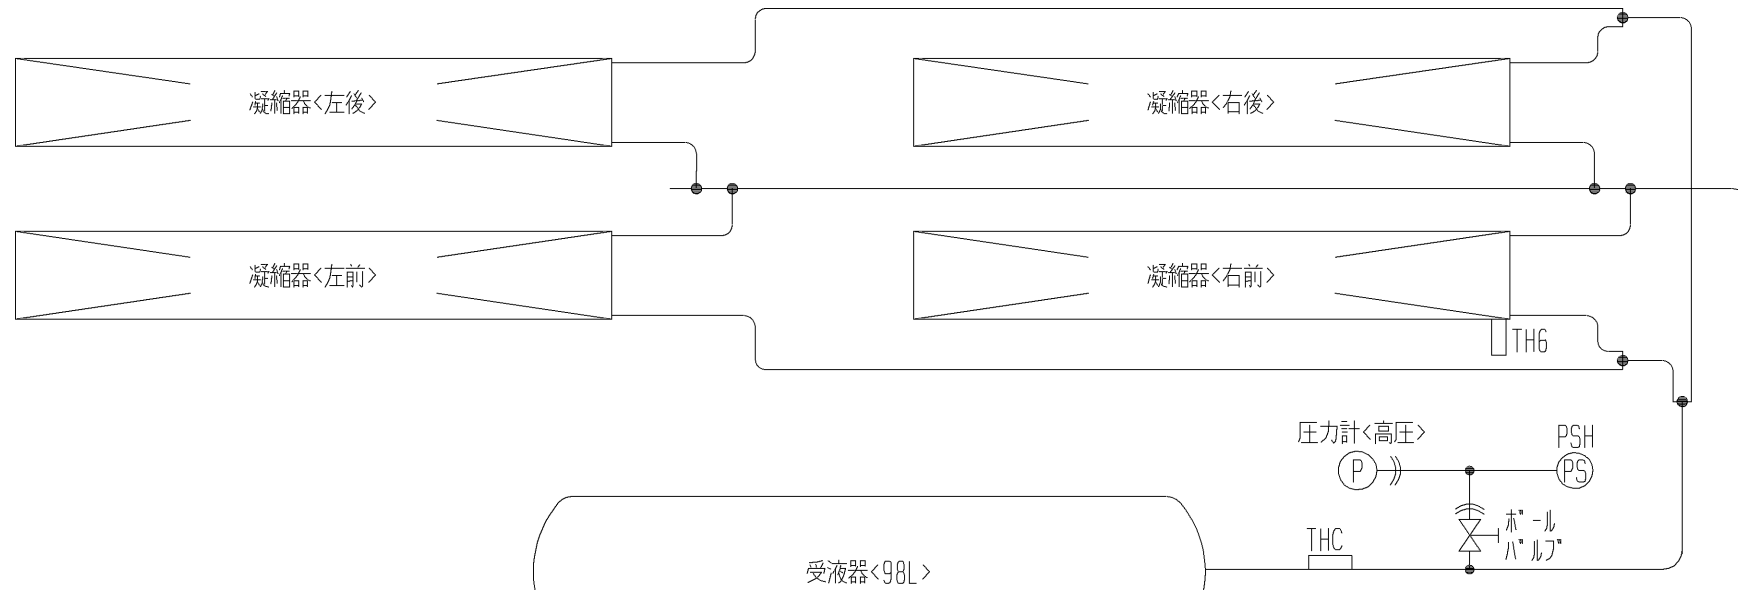 凝縮器<左後>
凝縮器<右後>
凝縮器<左前>
凝縮器<右前>
TH6
圧力計<高圧>
PSH
P
PS
ボール
バルブ
THC
受液器<98L>